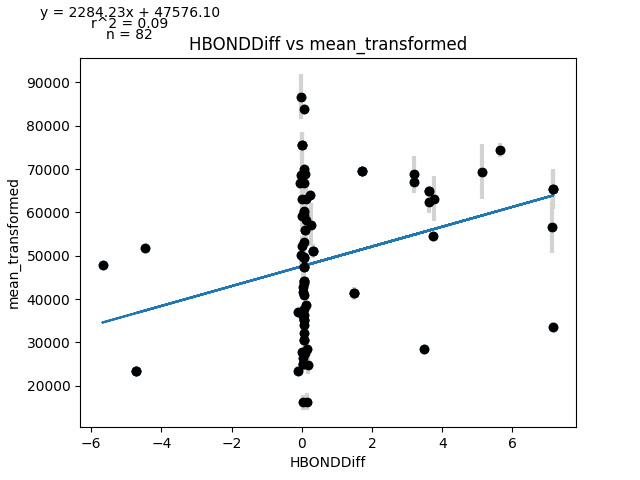 y = 2284.23x + 47576.10
r^2 = 0.09
n = 82
HBONDDiff vs mean_transformed
90000
80000
70000
60000
50000
40000
30000
20000
mean_transformed
−6
−4
−2
0
2
4
6
HBONDDiff